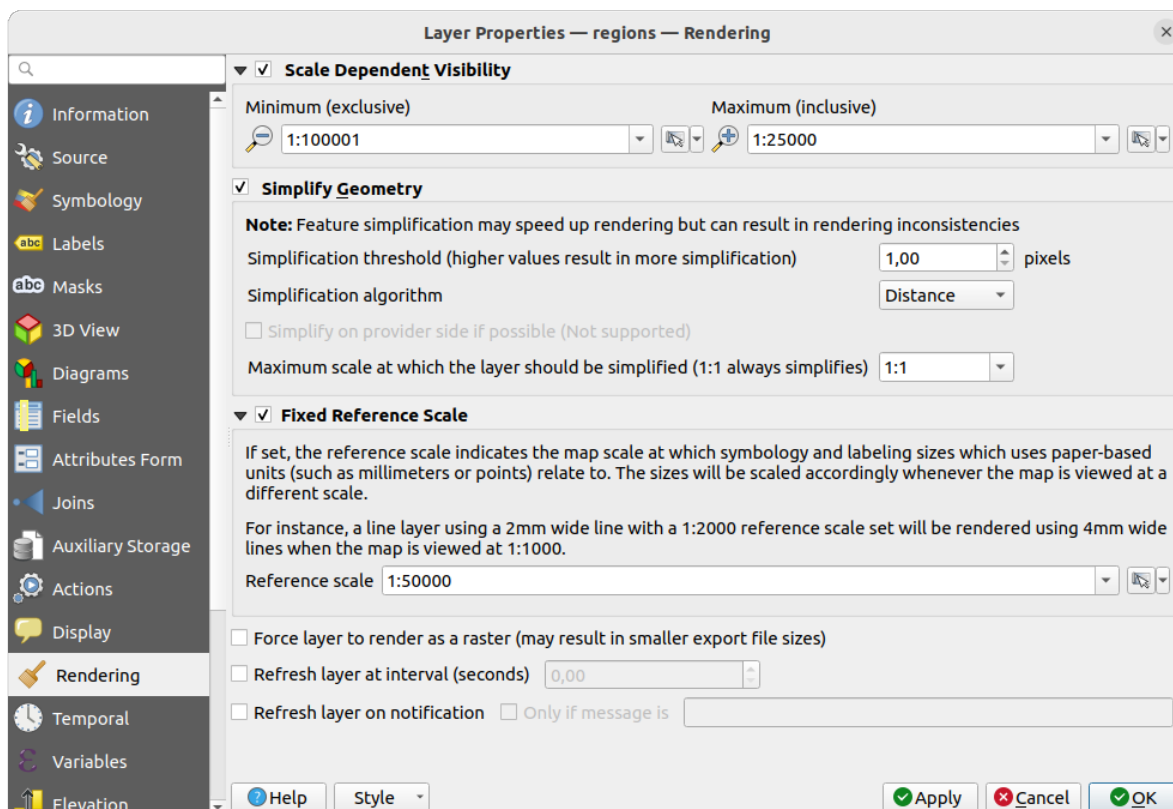 Layer Properties — regions — Rendering
Information
Source
Symbology
abc Labels
abc Masks
3D View
Diagrams
Fields
Attributes Form
Joins
Auxiliary Storage
Actions
Display
Rendering
Temporal
Variables
Elevation
Scale Dependent Visibility
Minimum (exclusive)
Maximum (inclusive)
1:100001
1:25000
Simplify Geometry
Note: Feature simplification may speed up rendering but can result in rendering inconsistencies
Simplification threshold (higher values result in more simplification) 1,00 pixels
Simplification algorithm Distance
Simplify on provider side if possible (Not supported)
Maximum scale at which the layer should be simplified (1:1 always simplifies) 1:1
Fixed Reference Scale
If set, the reference scale indicates the map scale at which symbology and labeling sizes which uses paper-based
units (such as millimeters or points) relate to. The sizes will be scaled accordingly whenever the map is viewed at a
different scale.
For instance, a line layer using a 2mm wide line with a 1:2000 reference scale set will be rendered using 4mm wide
lines when the map is viewed at 1:1000.
Reference scale 1:50000
Force layer to render as a raster (may result in smaller export file sizes)
Refresh layer at interval (seconds) 0,00
Refresh layer on notification Only if message is
Help Style Apply Cancel OK